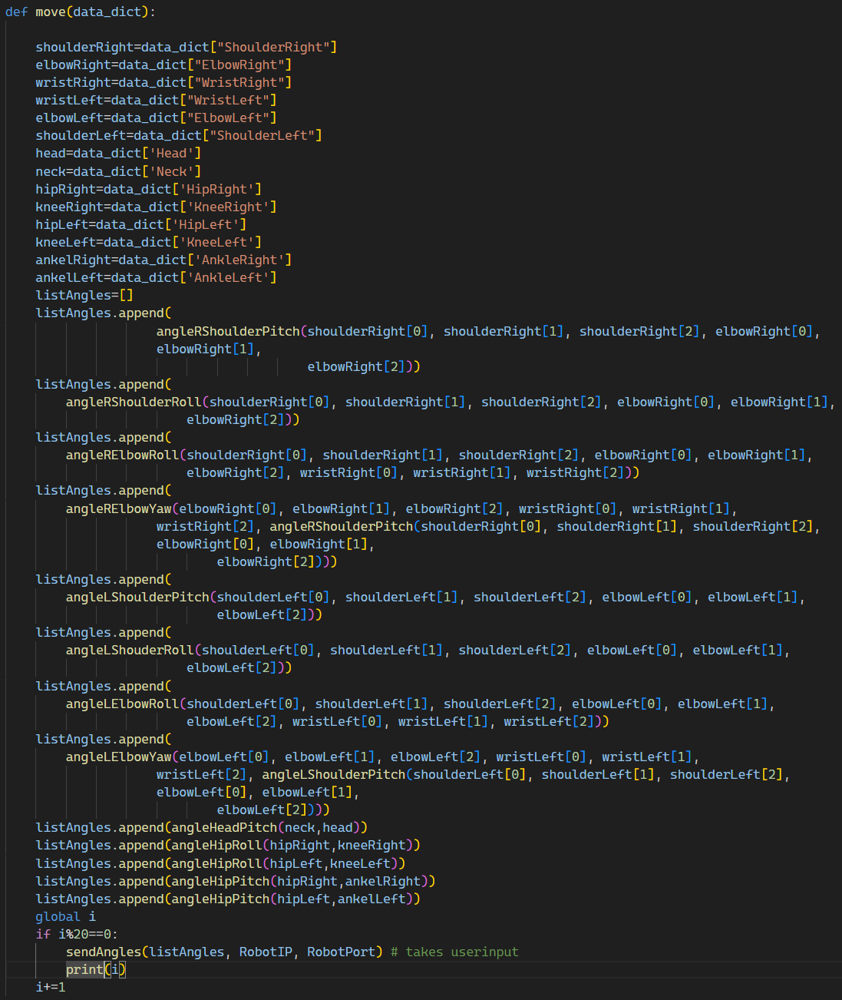 def move(data_dict):
shoulderRight=data_dict["ShoulderRight"]
elbowRight=data_dict["ElbowRight"]
wristRight=data_dict["WristRight"]
wristLeft=data_dict["WristLeft"]
elbowLeft=data_dict["ElbowLeft"]
shoulderLeft=data_dict["ShoulderLeft"]
head=data_dict['Head']
neck=data_dict['Neck']
hipRight=data_dict['HipRight']
kneeRight=data_dict['KneeRight']
hipLeft=data_dict['HipLeft']
kneeLeft=data_dict['KneeLeft']
ankelRight=data_dict['AnkleRight']
ankelLeft=data_dict['AnkleLeft']
listAngles=[]
listAngles.append(
angleRShoulderPitch(shoulderRight[0], shoulderRight[1], shoulderRight[2], elbowRight[0],
elbowRight[1],
elbowRight[2]))
listAngles.append(
angleRShoulderRoll(shoulderRight[0], shoulderRight[1], shoulderRight[2], elbowRight[0], elbowRight[1],
elbowRight[2]))
listAngles.append(
angleRElbowRoll(shoulderRight[0], shoulderRight[1], shoulderRight[2], elbowRight[0], elbowRight[1],
elbowRight[2], wristRight[0], wristRight[1], wristRight[2]))
listAngles.append(
angleRElbowYaw(elbowRight[0], elbowRight[1], elbowRight[2], wristRight[0], wristRight[1],
wristRight[2], angleRShoulderPitch(shoulderRight[0], shoulderRight[1], shoulderRight[2],
elbowRight[0], elbowRight[1],
elbowRight[2])))
listAngles.append(
angleLShoulderPitch(shoulderLeft[0], shoulderLeft[1], shoulderLeft[2], elbowLeft[0], elbowLeft[1],
elbowLeft[2]))
listAngles.append(
angleLShouderRoll(shoulderLeft[0], shoulderLeft[1], shoulderLeft[2], elbowLeft[0], elbowLeft[1],
elbowLeft[2]))
listAngles.append(
angleLElbowRoll(shoulderLeft[0], shoulderLeft[1], shoulderLeft[2], elbowLeft[0], elbowLeft[1],
elbowLeft[2], wristLeft[0], wristLeft[1], wristLeft[2]))
listAngles.append(
angleLElbowYaw(elbowLeft[0], elbowLeft[1], elbowLeft[2], wristLeft[0], wristLeft[1],
wristLeft[2], angleLShoulderPitch(shoulderLeft[0], shoulderLeft[1], shoulderLeft[2],
elbowLeft[0], elbowLeft[1],
elbowLeft[2])))
listAngles.append(angleHeadPitch(neck,head))
listAngles.append(angleHipRoll(hipRight,kneeRight))
listAngles.append(angleHipRoll(hipLeft,kneeLeft))
listAngles.append(angleHipPitch(hipRight,ankelRight))
listAngles.append(angleHipPitch(hipLeft,ankelLeft))
global i
if i%20==0:
sendAngles(listAngles, RobotIP, RobotPort) # takes userinput
print(i)
i+=1